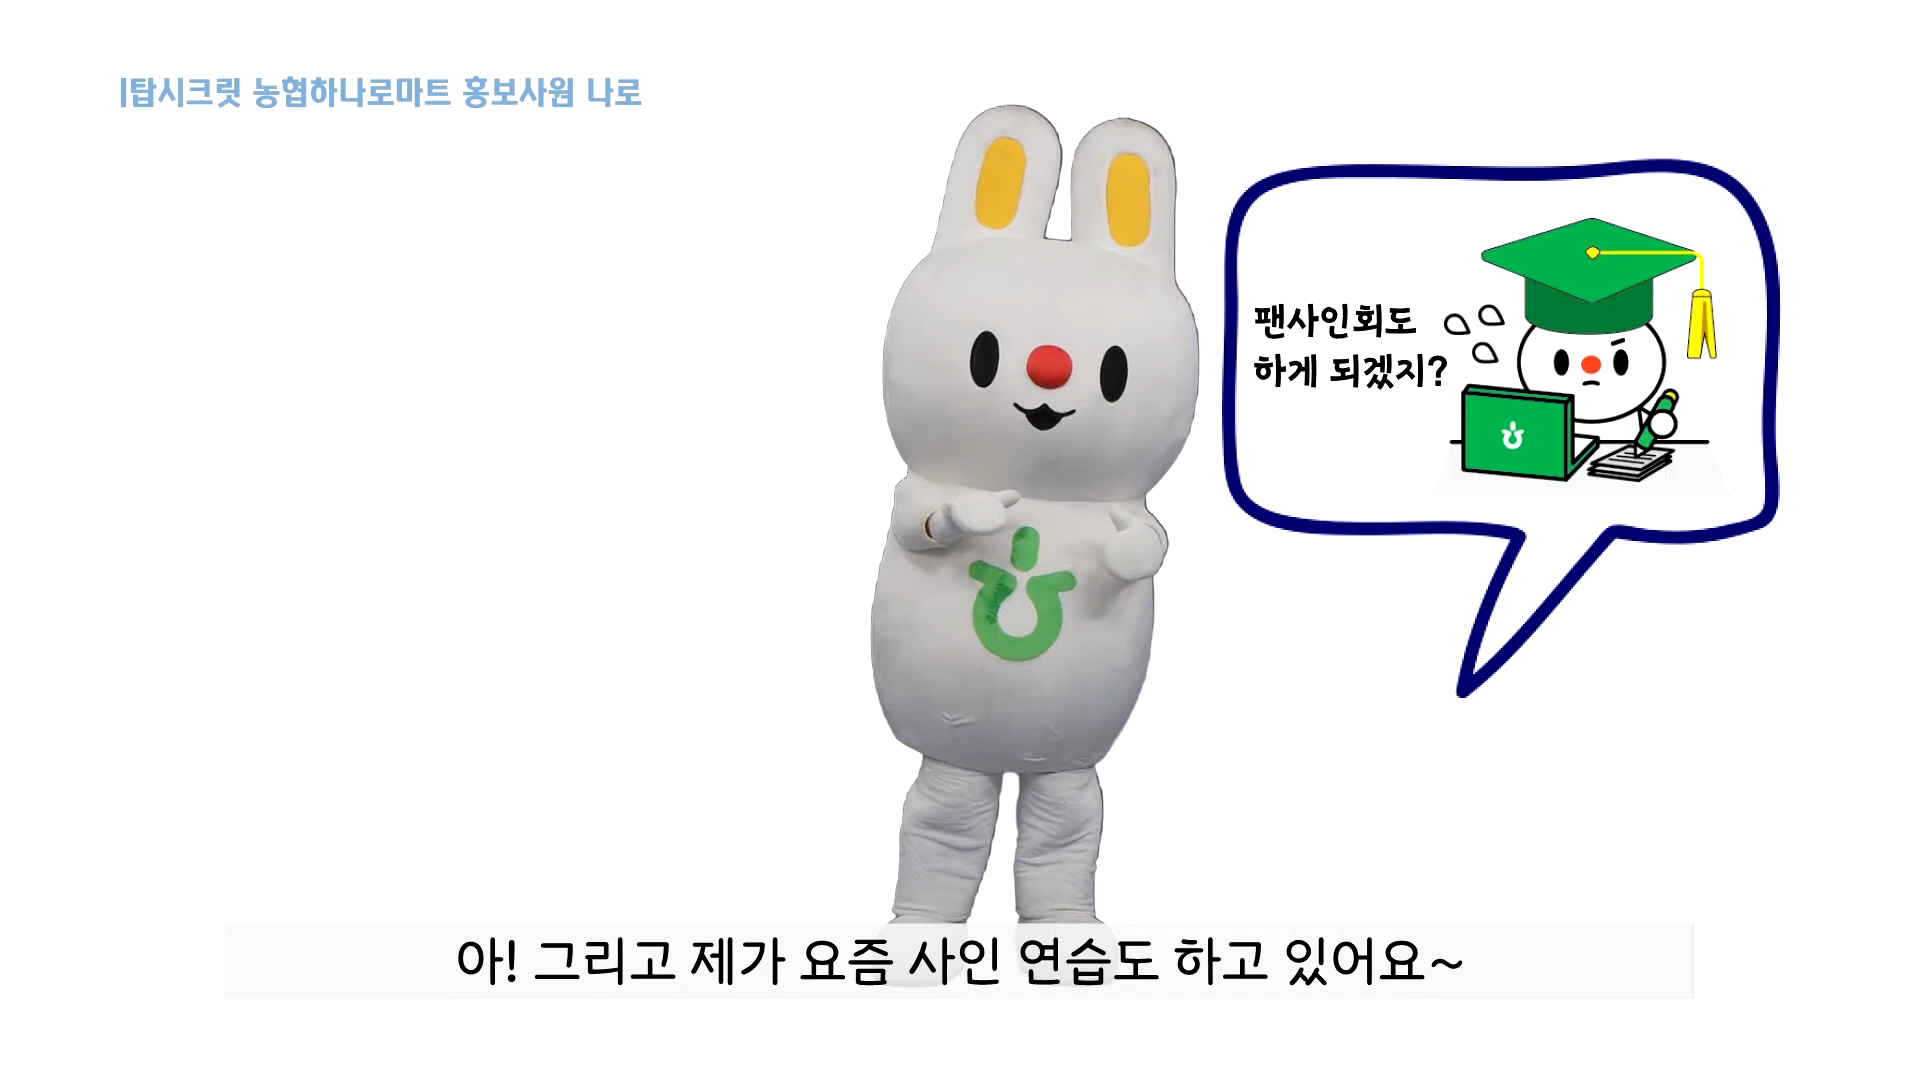 |탑시크릿 농협하나로마트 홍보사원 나로
팬사인회도
하게 되겠지?
아! 그리고 제가 요즘 사인 연습도 하고 있어요~